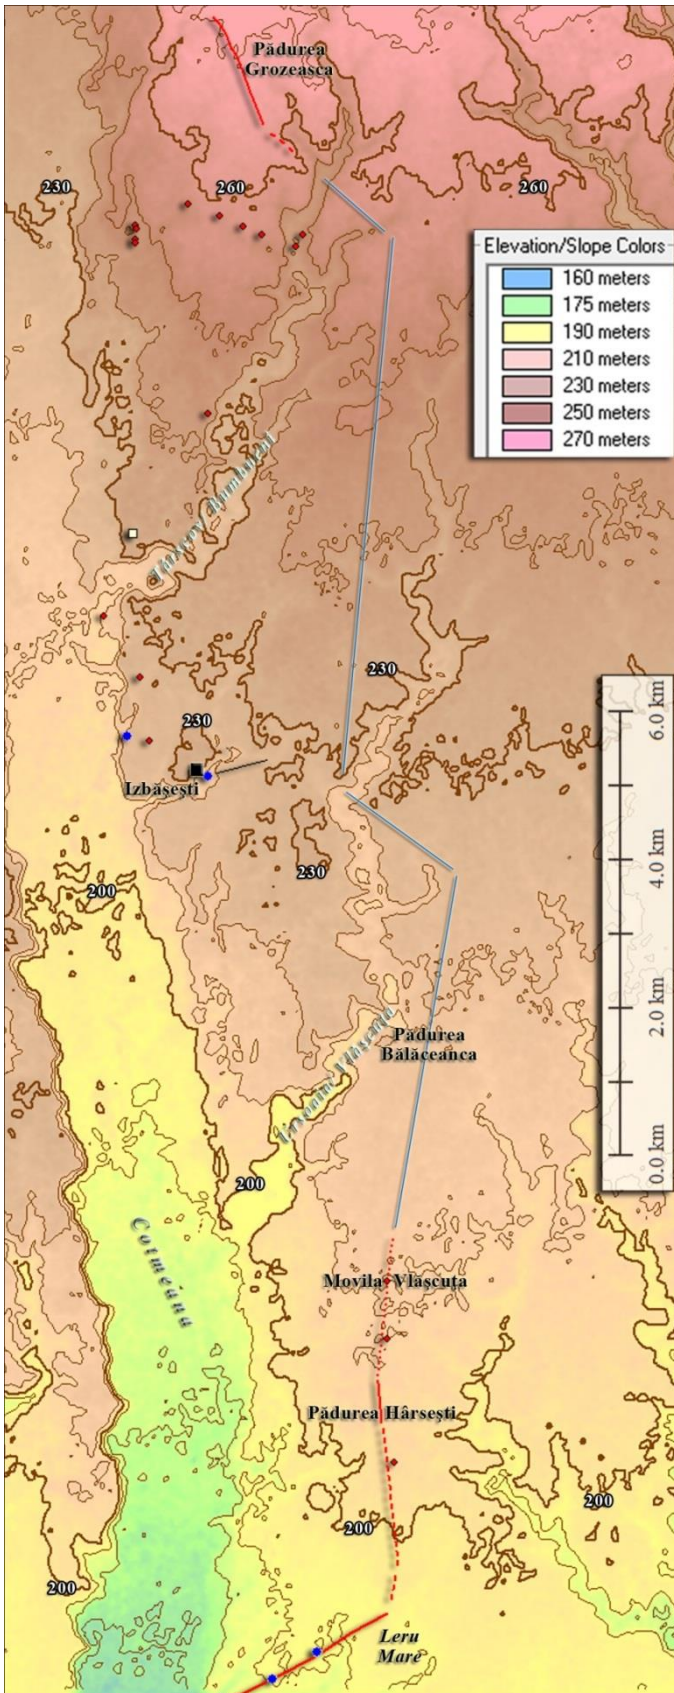 Pădurea
Grozeasca
230
260
260
Elevation/Slope Colors
160 meters
175 meters
190 meters
210 meters
230 meters
250 meters
270 meters
230
230
Izbășești
6.0 km
4.0 km
2.0 km
0.0 km
230
200
Pădurea
Bălăceanca
200
Cotmeana
Movila Vlășcuța
Pădurea Hârsești
200
200
200
Leru
Mare